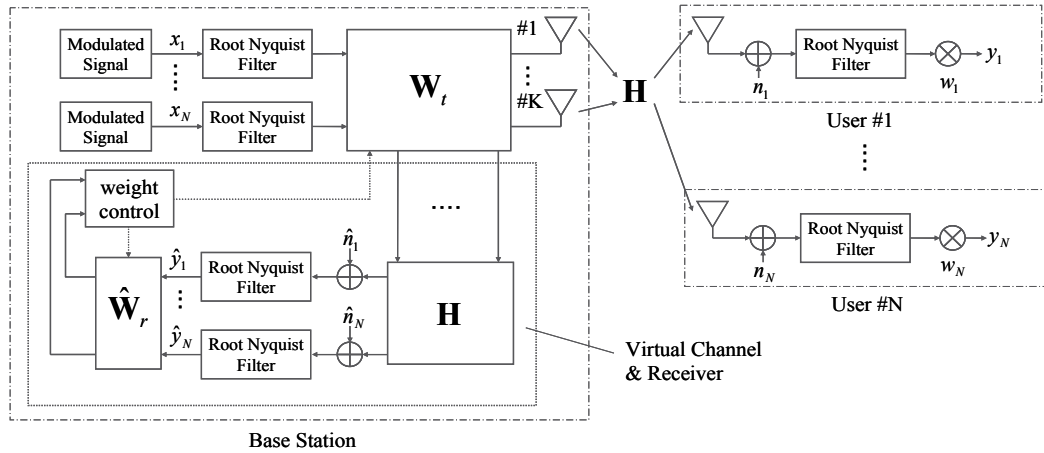 Modulated
Signal
x1
Root Nyquist
Filter
Wt
#1
#K
H
Root Nyquist
Filter
n1
w1
y1
User #1
Modulated
Signal
xN
Root Nyquist
Filter
weight
control
....
Root Nyquist
Filter
nN
wN
yN
User #N
Ŵr
ŷ1
Root Nyquist
Filter
n̂1
H
ŷN
Root Nyquist
Filter
n̂N
Virtual Channel
& Receiver
Base Station